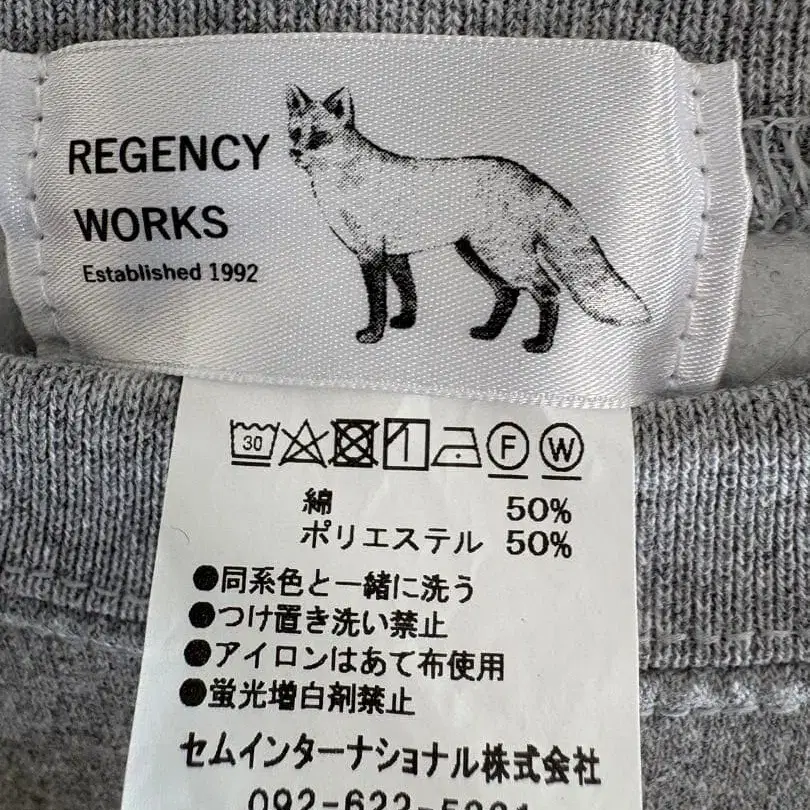 REGENCY
WORKS
Established 1992
30
F W
綿 50%
ポリエステル 50%
●同系色と一緒に洗う
●つけ置き洗い禁止
●アイロンはあて布使用
●蛍光増白剤禁止
セムインターナショナル株式会社
092-622-